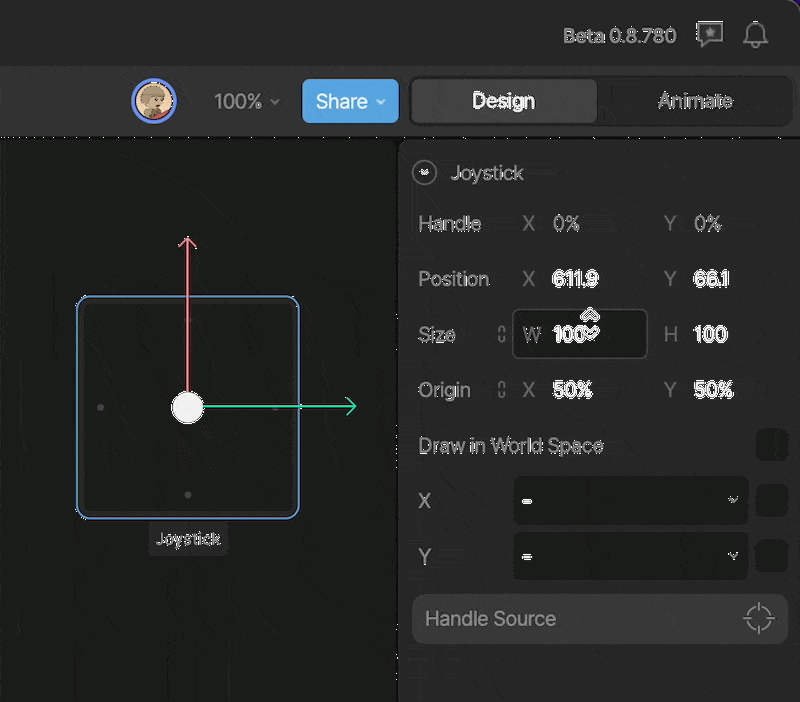 Beta 0.8.780
100% Share Design Animate
Joystick
Handle X 0% Y 0%
Position X 611.9 Y 66.1
Size W 100 H 100
Origin X 50% Y 50%
Draw in World Space
X -
Y -
Handle Source
Joystick